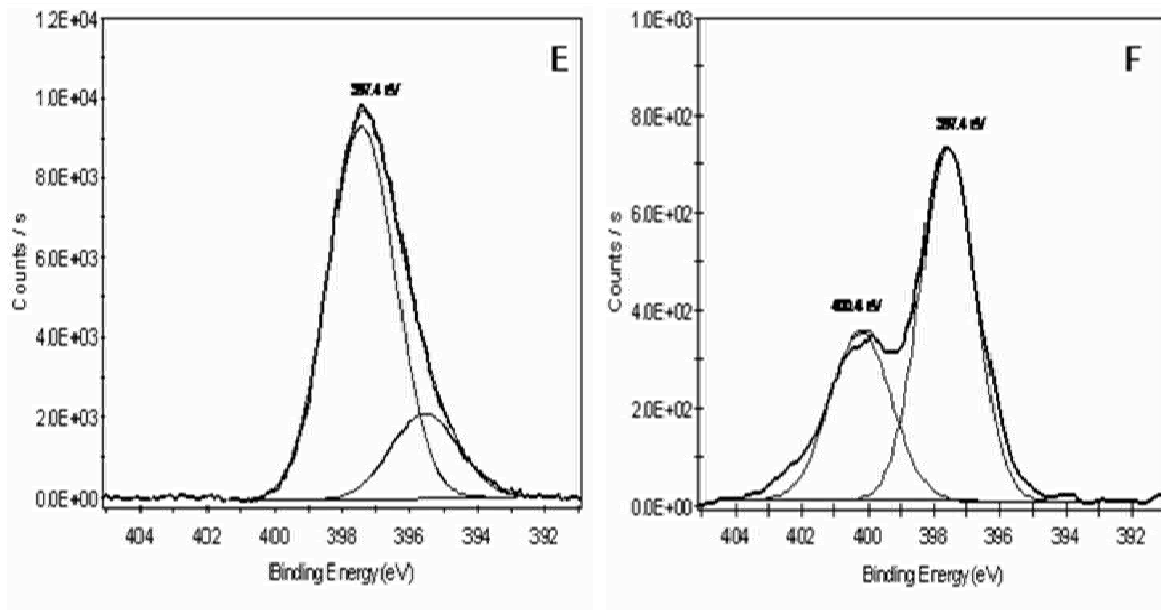 E
397.4 eV
1.2E+04
1.0E+04
8.0E+03
6.0E+03
4.0E+03
2.0E+03
0.0E+00
Counts / s
404 402 400 398 396 394 392
Binding Energy (eV)
F
397.4 eV
400.4 eV
1.0E+03
8.0E+02
6.0E+02
4.0E+02
2.0E+02
0.0E+00
Counts / s
404 402 400 398 396 394 392
Binding Energy (eV)